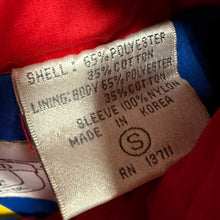 SHELL: 65% POLYESTER
35% COTTON
LINING: BODY: 65% POLYESTER
35% COTTON
SLEEVE 100% NYLON
MADE IN KOREA
S
RN 13711